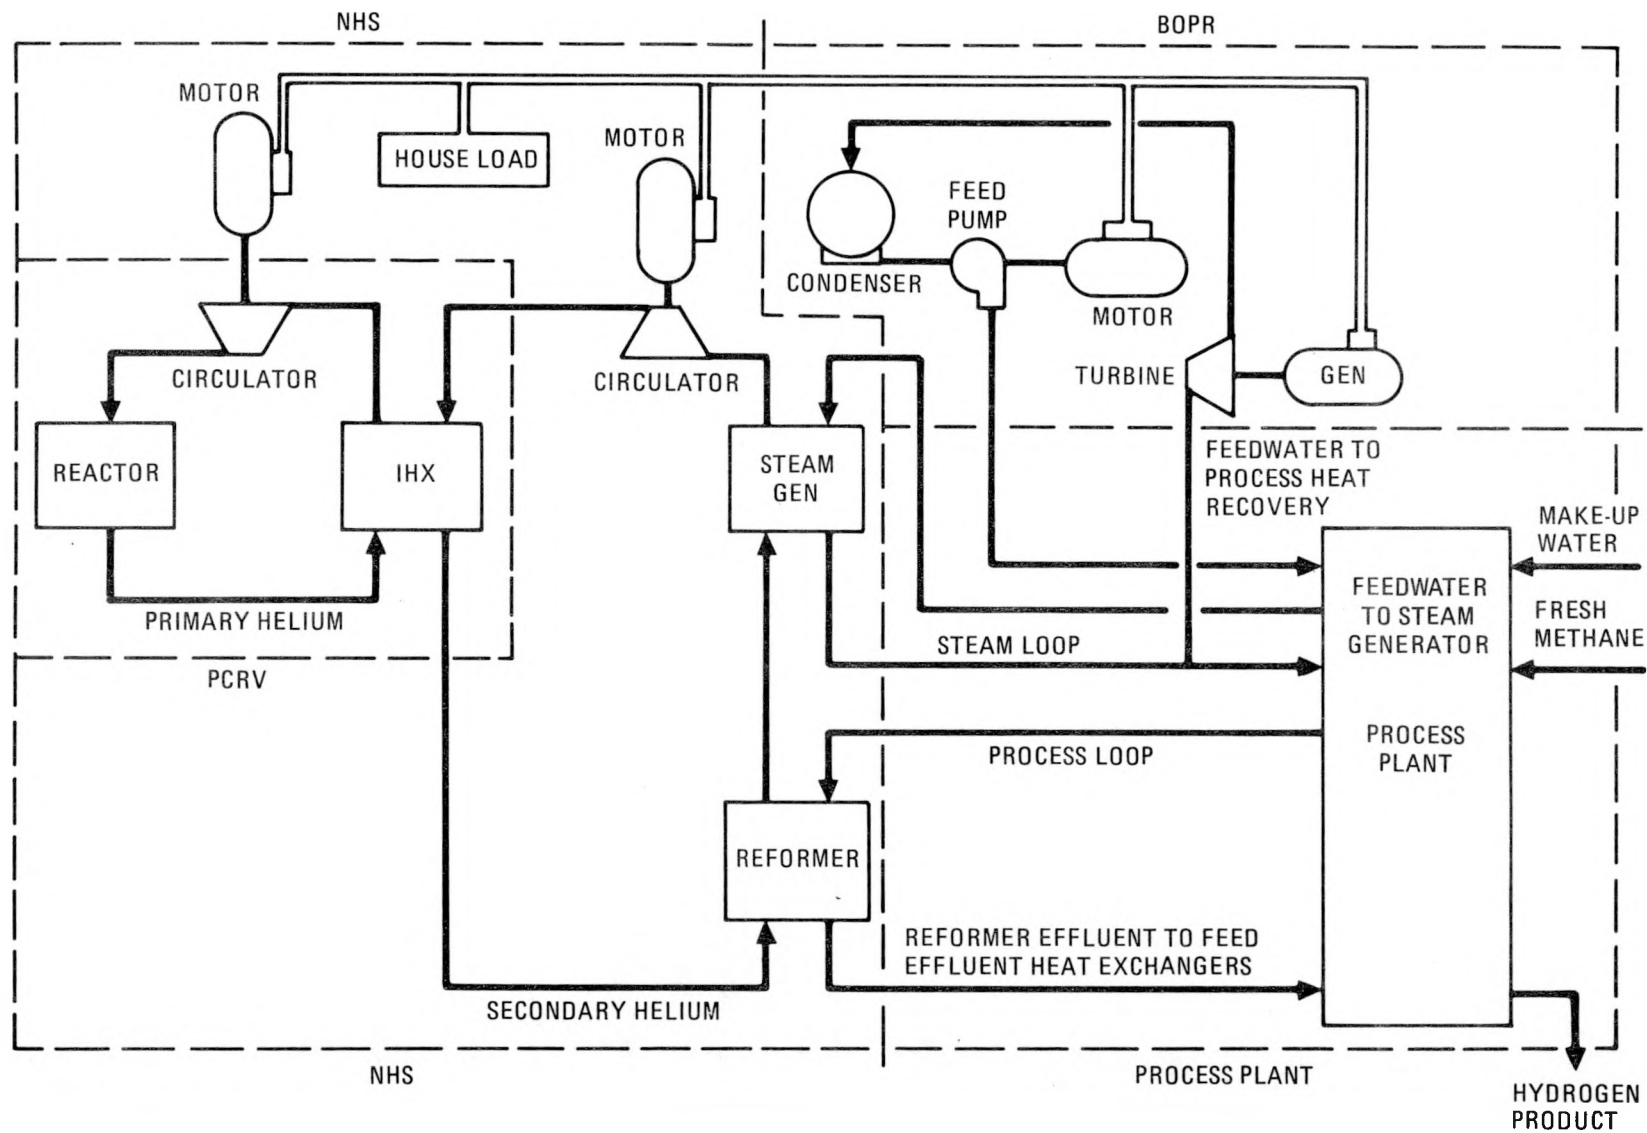 NHS
BOPR
MOTOR
HOUSE LOAD
MOTOR
FEED
PUMP
CONDENSER
MOTOR
CIRCULATOR
CIRCULATOR
TURBINE
GEN
REACTOR
IHX
STEAM
GEN
FEEDWATER TO
PROCESS HEAT
RECOVERY
MAKE-UP
WATER
FEEDWATER
TO STEAM
GENERATOR
FRESH
METHANE
PRIMARY HELIUM
STEAM LOOP
PCRV
PROCESS LOOP
PROCESS
PLANT
REFORMER
REFORMER EFFLUENT TO FEED
EFFLUENT HEAT EXCHANGERS
SECONDARY HELIUM
NHS
PROCESS PLANT
HYDROGEN
PRODUCT